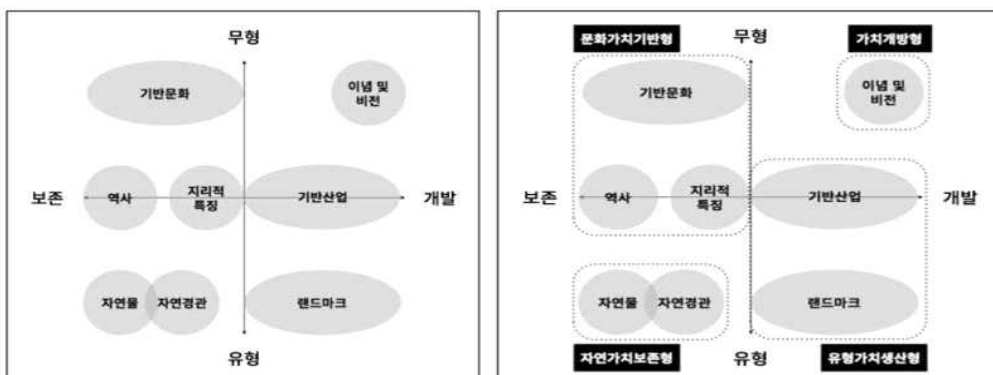 무형
기반문화
이념 및
비전
보존
역사
지리적
특징
기반산업
개발
자연물
자연경관
랜드마크
유형
문화가치기반형
무형
가치개방형
기반문화
이념 및
비전
보존
역사
지리적
특징
기반산업
개발
자연물
자연경관
랜드마크
자연가치보존형
유형
유형가치생산형